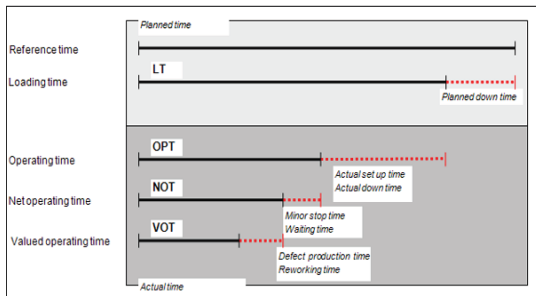 Planned time
Reference time
LT
Loading time
Planned down time
OPT
Operating time
Actual set up time
Actual down time
NOT
Net operating time
Minor stop time
Waiting time
VOT
Valued operating time
Defect production time
Reworking time
Actual time